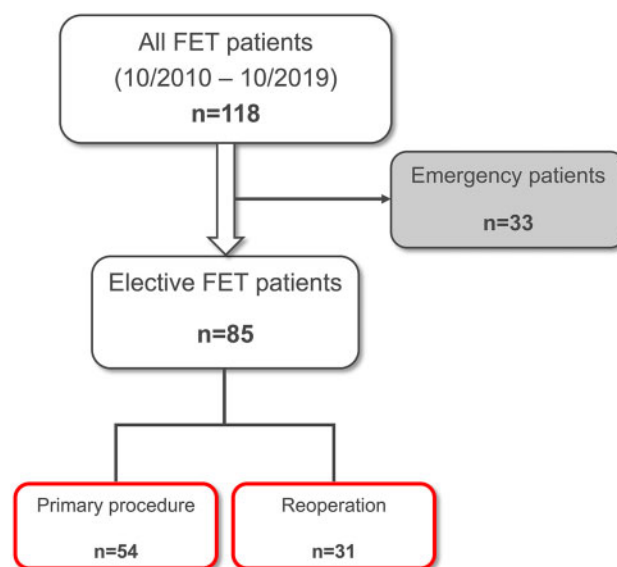 All FET patients
(10/2010 – 10/2019)
n=118
Emergency patients
n=33
Elective FET patients
n=85
Primary procedure
n=54
Reoperation
n=31